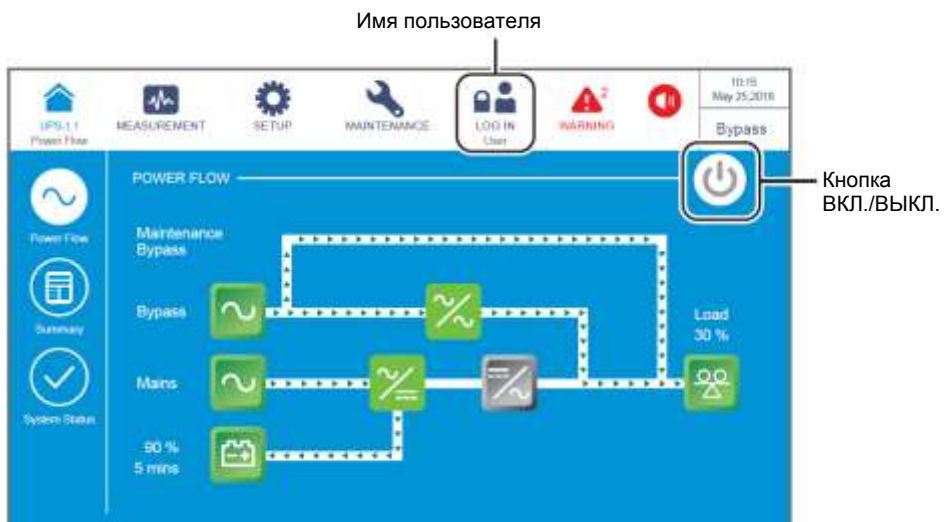 Имя пользователя
10:15
May 25,2018
UPS-1.1
Power Flow
MEASUREMENT
SETUP
MAINTENANCE
LOG IN
User
2
WARNING
Bypass
POWER FLOW
Кнопка
ВКЛ./ВЫКЛ.
Power Flow
Maintenance
Bypass
Summary
Bypass
Load
30 %
Mains
System Status
90 %
5 mins